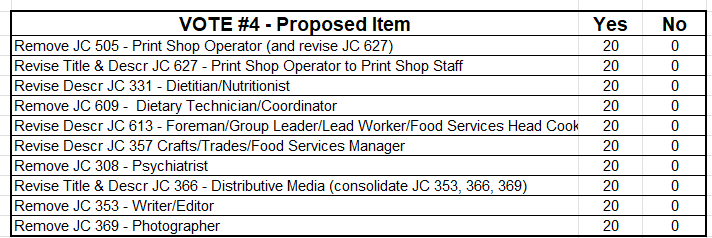 VOTE #4 - Proposed Item Yes No
Remove JC 505 - Print Shop Operator (and revise JC 627) 20 0
Revise Title & Descr JC 627 - Print Shop Operator to Print Shop Staff 20 0
Revise Descr JC 331 - Dietitian/Nutritionist 20 0
Remove JC 609 -  Dietary Technician/Coordinator 20 0
Revise Descr JC 613 - Foreman/Group Leader/Lead Worker/Food Services Head Cook 20 0
Revise JC 357 Crafts/Trades/Food Services Manager 20 0
Remove JC 308 - Psychiatrist 20 0
Revise Title & Descr JC 366 - Distributive Media (consolidate JC 353, 366, 369) 20 0
Remove JC 353 - Writer/Editor 20 0
Remove JC 369 - Photographer 20 0